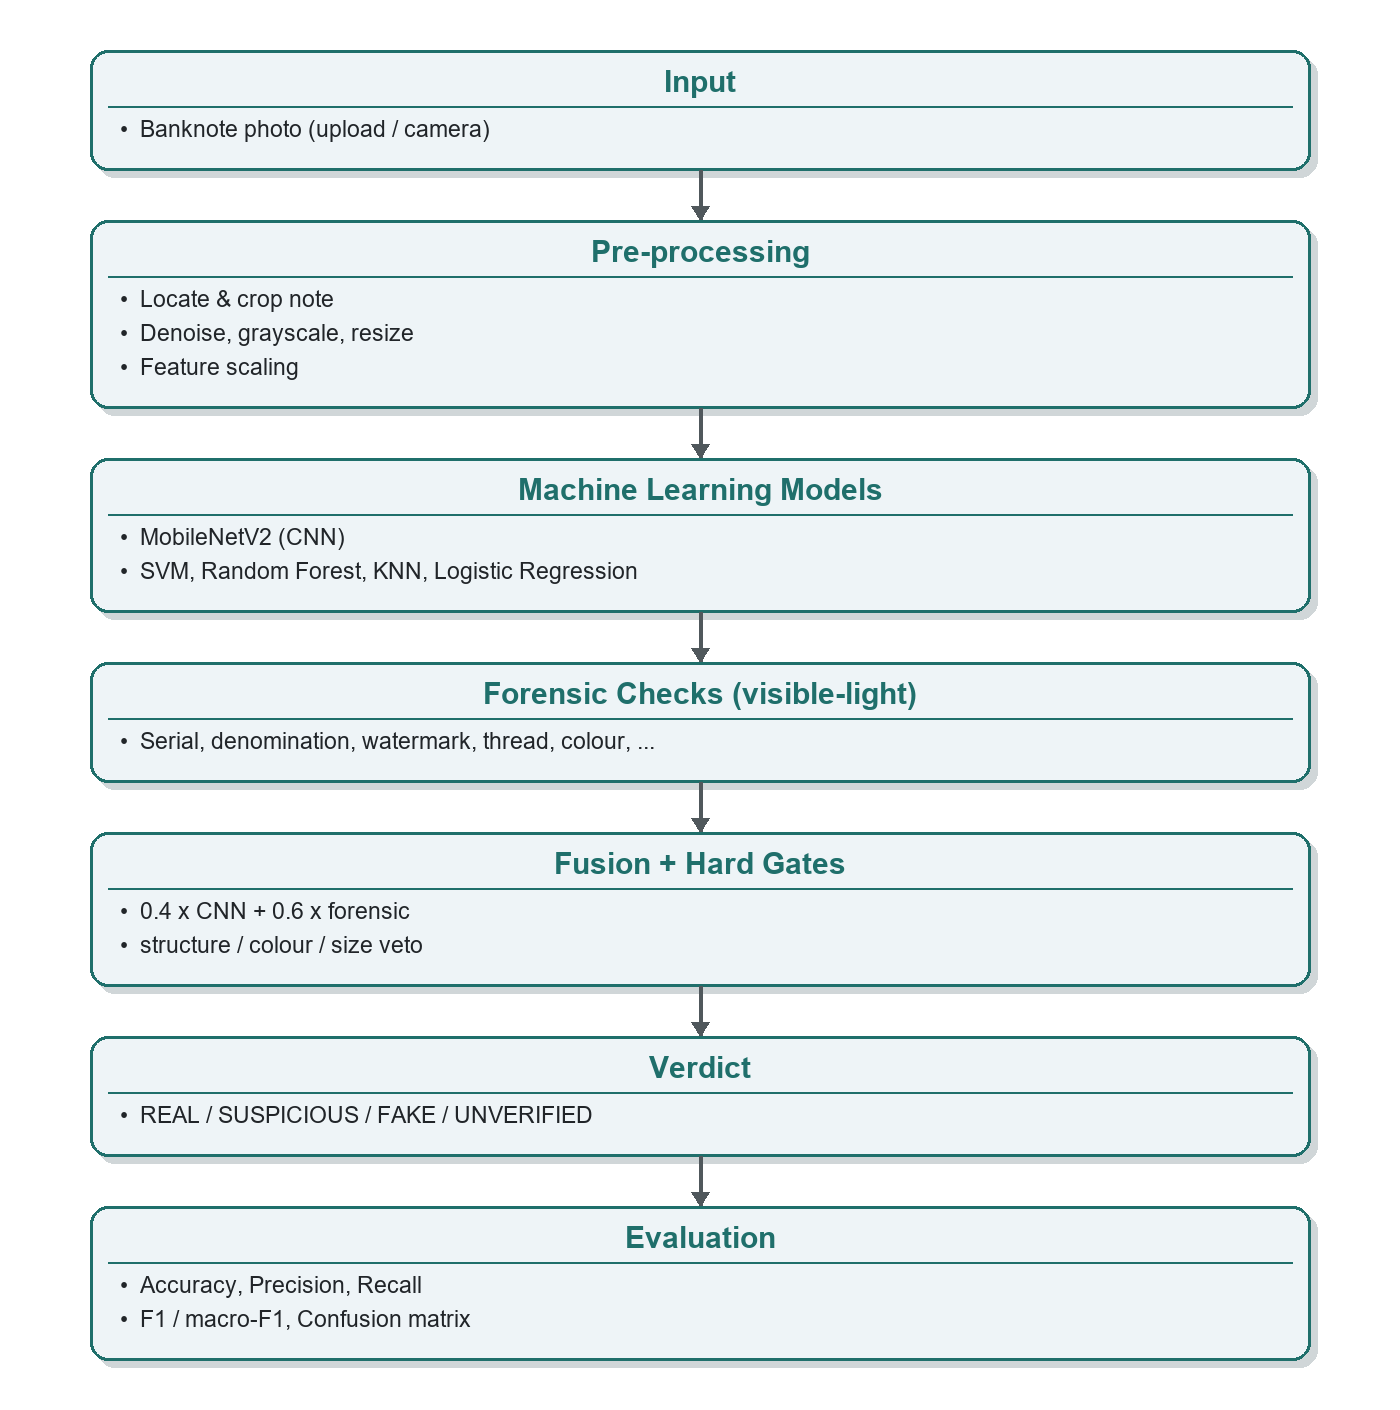 Input
• Banknote photo (upload / camera)
Pre-processing
• Locate & crop note
• Denoise, grayscale, resize
• Feature scaling
Machine Learning Models
• MobileNetV2 (CNN)
• SVM, Random Forest, KNN, Logistic Regression
Forensic Checks (visible-light)
• Serial, denomination, watermark, thread, colour, ...
Fusion + Hard Gates
• 0.4 x CNN + 0.6 x forensic
• structure / colour / size veto
Verdict
• REAL / SUSPICIOUS / FAKE / UNVERIFIED
Evaluation
• Accuracy, Precision, Recall
• F1 / macro-F1, Confusion matrix